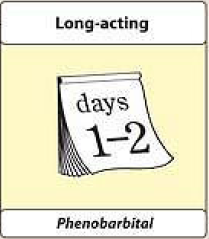 Long-acting
days
1–2
Phenobarbital